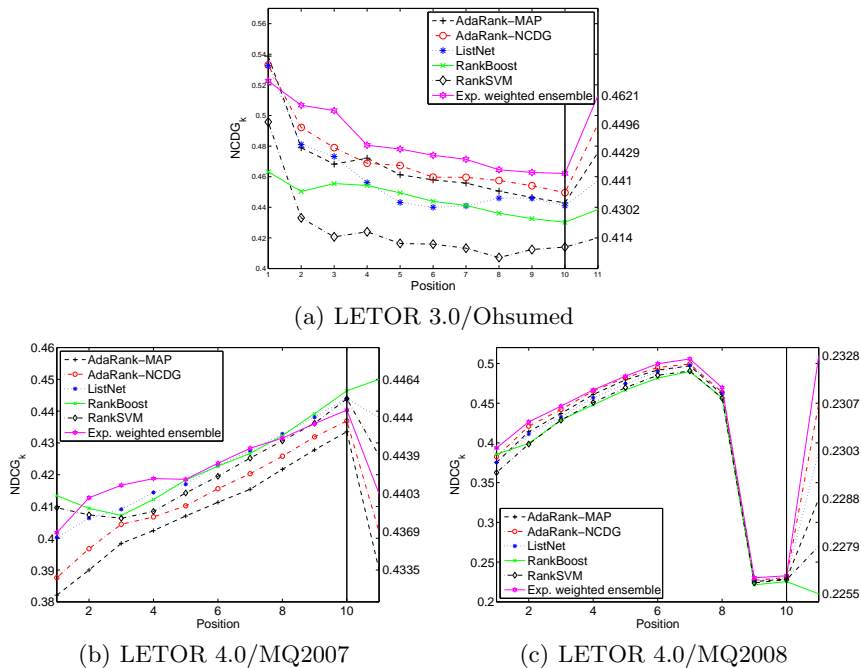 0.57
0.54
0.52
0.5
0.48
0.46
0.44
0.42
0.4
NCDG_k
AdaRank−MAP
AdaRank−NCDG
ListNet
RankBoost
RankSVM
Exp. weighted ensemble
0.4621
0.4496
0.4429
0.441
0.4302
0.414
1 2 3 4 5 6 7 8 9 10 11
Position
(a) LETOR 3.0/Ohsumed
0.46
0.45
0.44
0.43
0.42
0.41
0.4
0.39
0.38
NDCG_k
AdaRank−MAP
AdaRank−NCDG
ListNet
RankBoost
RankSVM
Exp. weighted ensemble
0.4464
0.444
0.4439
0.4403
0.4369
0.4335
2 4 6 8 10
Position
(b) LETOR 4.0/MQ2007
0.5
0.45
0.4
0.35
0.3
0.25
0.2
NDCG_k
AdaRank−MAP
AdaRank−NCDG
ListNet
RankBoost
RankSVM
Exp. weighted ensemble
0.2328
0.2307
0.2303
0.2288
0.2279
0.2255
2 4 6 8 10
Position
(c) LETOR 4.0/MQ2008